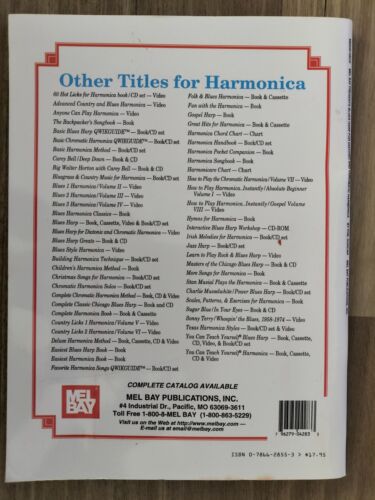 Other Titles for Harmonica
60 Hot Licks for Harmonica book/CD set — Video
Advanced Country and Blues Harmonica — Video
Anyone Can Play Harmonica — Video
The Backpacker's Songbook — Book
Basic Blues Harp QWIKGUIDE™ — Book/CD set
Basic Chromatic Harmonica QWIKGUIDE™ — Book/CD set
Basic Harmonica Method — Book/CD set
Carey Bell/Deep Down — Book & CD
Big Walter Horton with Carey Bell — Book & CD
Bluegrass & Country Music for Harmonica — Book/CD set
Blues 1 Harmonica/Volume II — Video
Blues 2 Harmonica/Volume III — Video
Blues 3 Harmonica/Volume IV — Video
Blues Harmonica Classics — Book
Blues Harp — Book, Cassette, Video & Book/CD set
Blues Harp for Diatonic and Chromatic Harmonica — Video
Blues Harp Greats — Book & CD
Blues Style Harmonica — Video
Building Harmonica Technique — Book/CD set
Children's Harmonica Method — Book
Christmas Songs for Harmonica — Book/CD set
Chromatic Harmonica Solos — Book/CD set
Complete Chromatic Harmonica Method — Book, CD & Video
Complete Classic Chicago Blues Harp — Book and CD
Complete Harmonica Book — Book & Cassette
Country Licks 1 Harmonica/Volume V — Video
Country Licks 2 Harmonica/Volume VI — Video
Deluxe Harmonica Method — Book, Cassette, CD & Video
Easiest Blues Harp Book — Book
Easiest Harmonica Book — Book
Favorite Harmonica Songs QWIKGUIDE™ — Book/CD set
Folk & Blues Harmonica — Book & Cassette
Fun with the Harmonica — Book
Gospel Harp — Book
Great Hits for Harmonica — Book & Cassette
Harmonica Chord Chart — Chart
Harmonica Handbook — Book/CD set
Harmonica Pocket Companion — Book
Harmonica Songbook — Book
Harmonicare Chart — Chart
How to Play the Chromatic Harmonica/Volume VII — Video
How to Play Harmonica, Instantly/Absolute Beginner
Volume I — Video
How to Play Harmonica, Instantly/Gospel Volume
VIII — Video
Hymns for Harmonica — Book
Interactive Blues Harp Workshop — CD-ROM
Irish Melodies for Harmonica — Book/CD set
Jazz Harp — Book/CD set
Learn to Play Rock & Blues Harp — Video
Masters of the Chicago Blues Harp — Book & CD
More Songs for Harmonica — Book
Stan Musial Plays the Harmonica — Book & Cassette
Charlie Musselwhite/Power Blues Harp — Book/CD set
Scales, Patterns, & Exercises for Harmonica — Book
Sugar Blue/In Your Eyes — Book & CD
Sonny Terry/Whoopin' the Blues, 1958-1974 — Video
Texas Harmonica Styles — Book/CD set & Video
You Can Teach Yourself® Blues Harp — Book, Cassette,
CD, Video, & Book/CD set
You Can Teach Yourself® Harmonica — Book, Cassette,
CD & Video
COMPLETE CATALOG AVAILABLE
MEL
BAY
MEL BAY PUBLICATIONS, INC.
#4 Industrial Dr., Pacific, MO 63069-3611
Toll Free 1-800-8-MEL BAY (1-800-863-5229)
Visit us on the Web at http://www.melbay.com —
E-mail us at email@melbay.com
7 96279 04283
ISBN 0-7866-2855-3 > $17.95